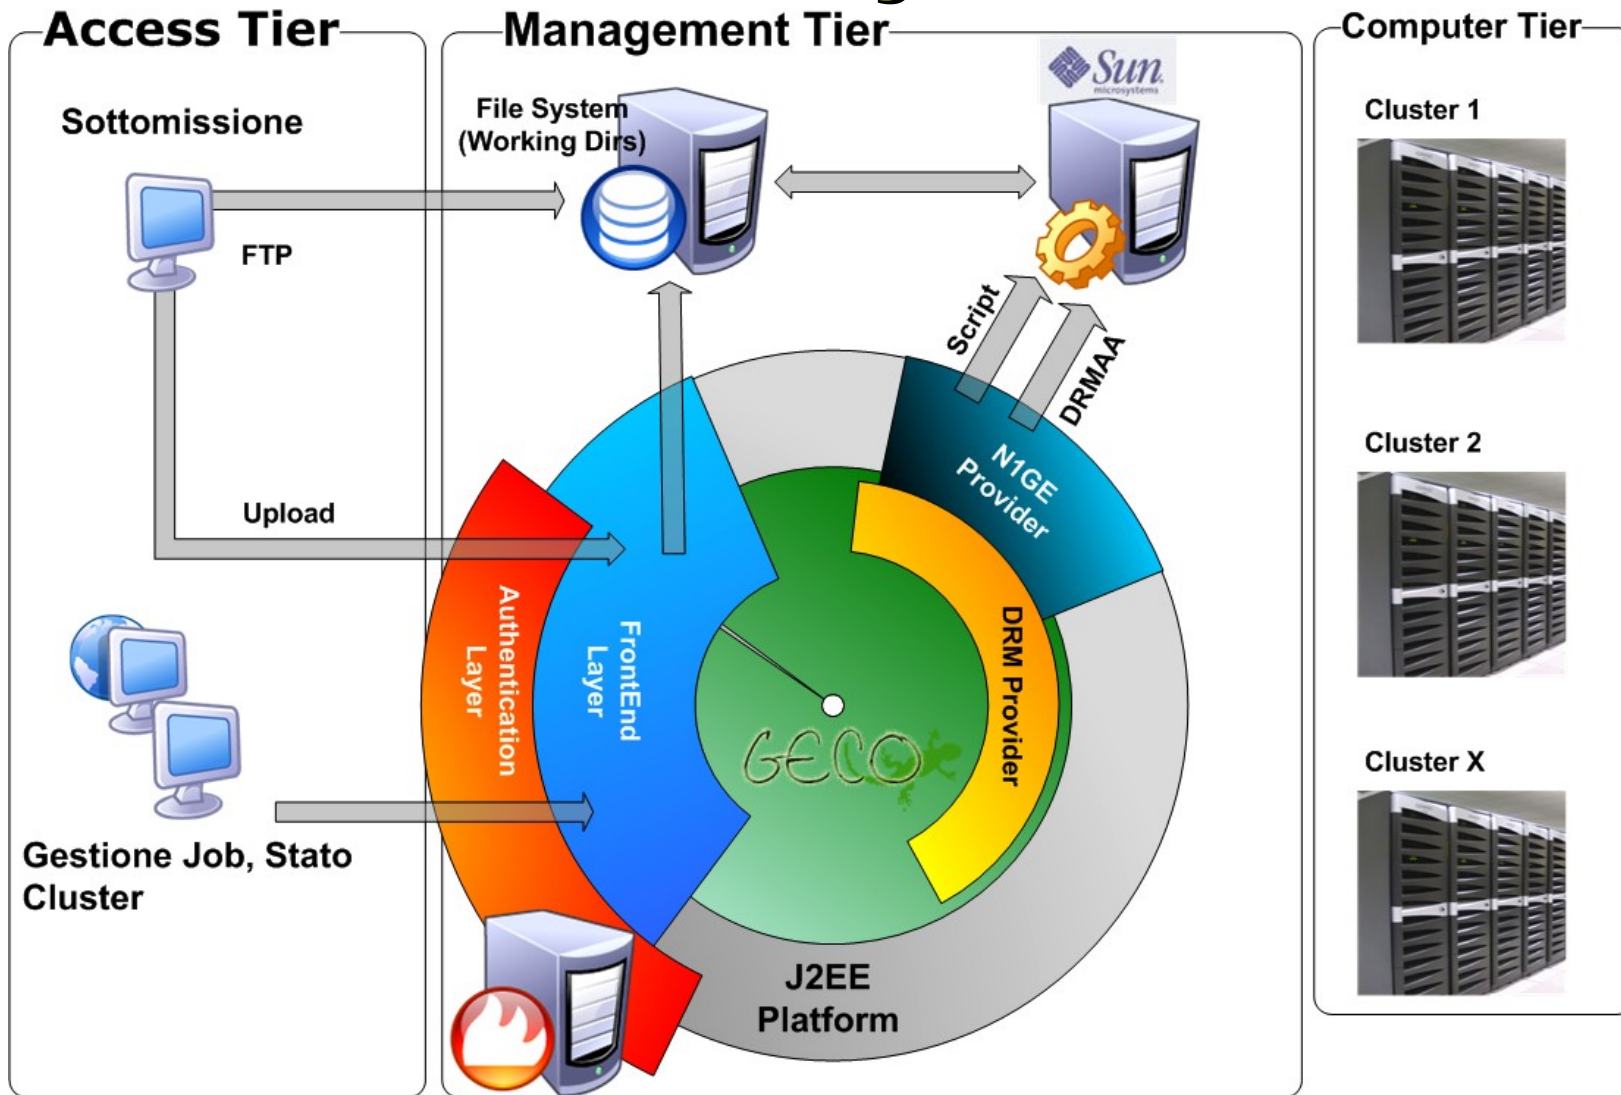 Access Tier
Management Tier
Computer Tier
Sottomissione
File System
(Working Dirs)
Sun
microsystems
Cluster 1
FTP
Script
DRMAA
N1GE
Provider
Cluster 2
Upload
Authentication
Layer
FrontEnd
Layer
DRM Provider
GECO
Cluster X
Gestione Job, Stato
Cluster
J2EE
Platform